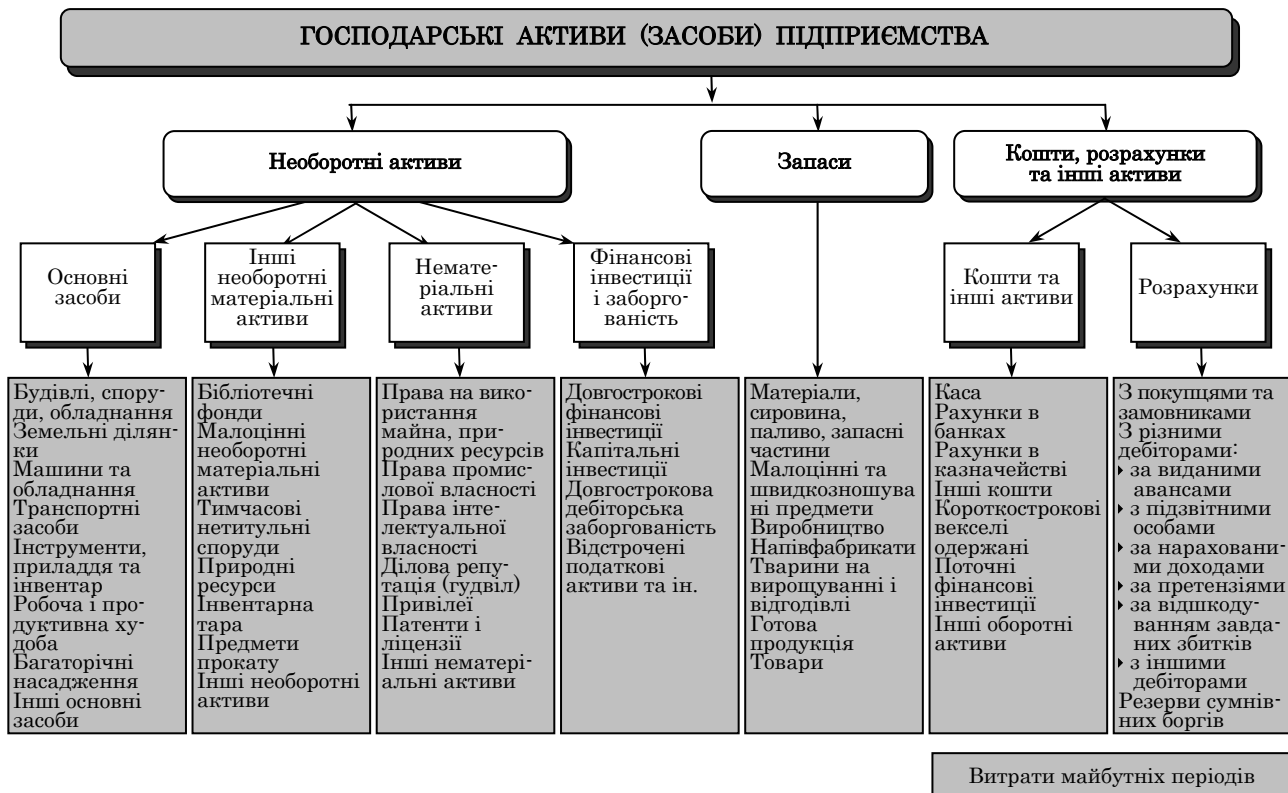 ГОСПОДАРСЬКІ АКТИВИ (ЗАСОБИ) ПІДПРИЄМСТВА
Необоротні активи
Запаси
Кошти, розрахунки
та інші активи
Основні
засоби
Інші
необоротні
матеріальні
активи
Немате-
ріальні
активи
Фінансові
інвестиції
і заборго-
ваність
Кошти та
інші активи
Розрахунки
Будівлі, спору-
ди, обладнання
Земельні ділян-
ки
Машини та
обладнання
Транспортні
засоби
Інструменти,
приладдя та
інвентар
Робоча і про-
дуктивна ху-
доба
Багаторічні
насадження
Інші основні
засоби
Бібліотечні
фонди
Малоцінні
необоротні
матеріальні
активи
Тимчасові
нетитульні
споруди
Природні
ресурси
Інвентарна
тара
Предмети
прокату
Інші необоротні
активи
Права на вико-
ристання
майна, при-
родних ресурсів
Права промис-
лової власності
Права інте-
лектуальної
власності
Ділова репу-
тація (гудвіл)
Привілеї
Патенти і
ліцензії
Інші нематері-
альні активи
Довгострокові
фінансові
інвестиції
Капітальні
інвестиції
Довгострокова
дебіторська
заборгованість
Відстрочені
податкові
активи та ін.
Матеріали,
сировина,
паливо, запасні
частини
Малоцінні та
швидкозношува
ні предмети
Виробництво
Напівфабрикати
Тварини на
вирощуванні і
відгодівлі
Готова
продукція
Товари
Каса
Рахунки в
банках
Рахунки в
казначействі
Інші кошти
Короткострокові
векселі
одержані
Поточні
фінансові
інвестиції
Інші оборотні
активи
З покупцями та
замовниками
З різними
дебіторами:
‣ за виданими
авансами
‣ з підзвітними
особами
‣ за нараховани-
ми доходами
‣ за претензіями
‣ за відшкоду-
ванням завда-
них збитків
‣ з іншими
дебіторами
Резерви сумнів-
них боргів
Витрати майбутніх періодів